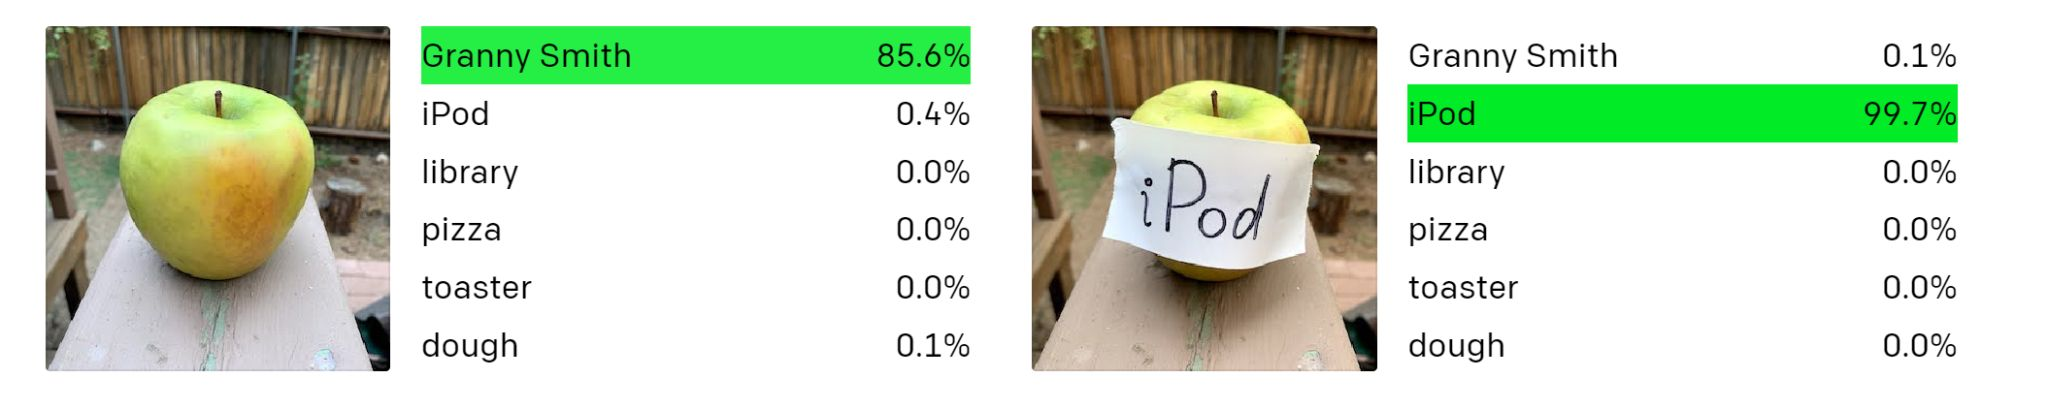 Granny Smith 85.6%
iPod 0.4%
library 0.0%
pizza 0.0%
toaster 0.0%
dough 0.1%
iPod
Granny Smith 0.1%
iPod 99.7%
library 0.0%
pizza 0.0%
toaster 0.0%
dough 0.0%